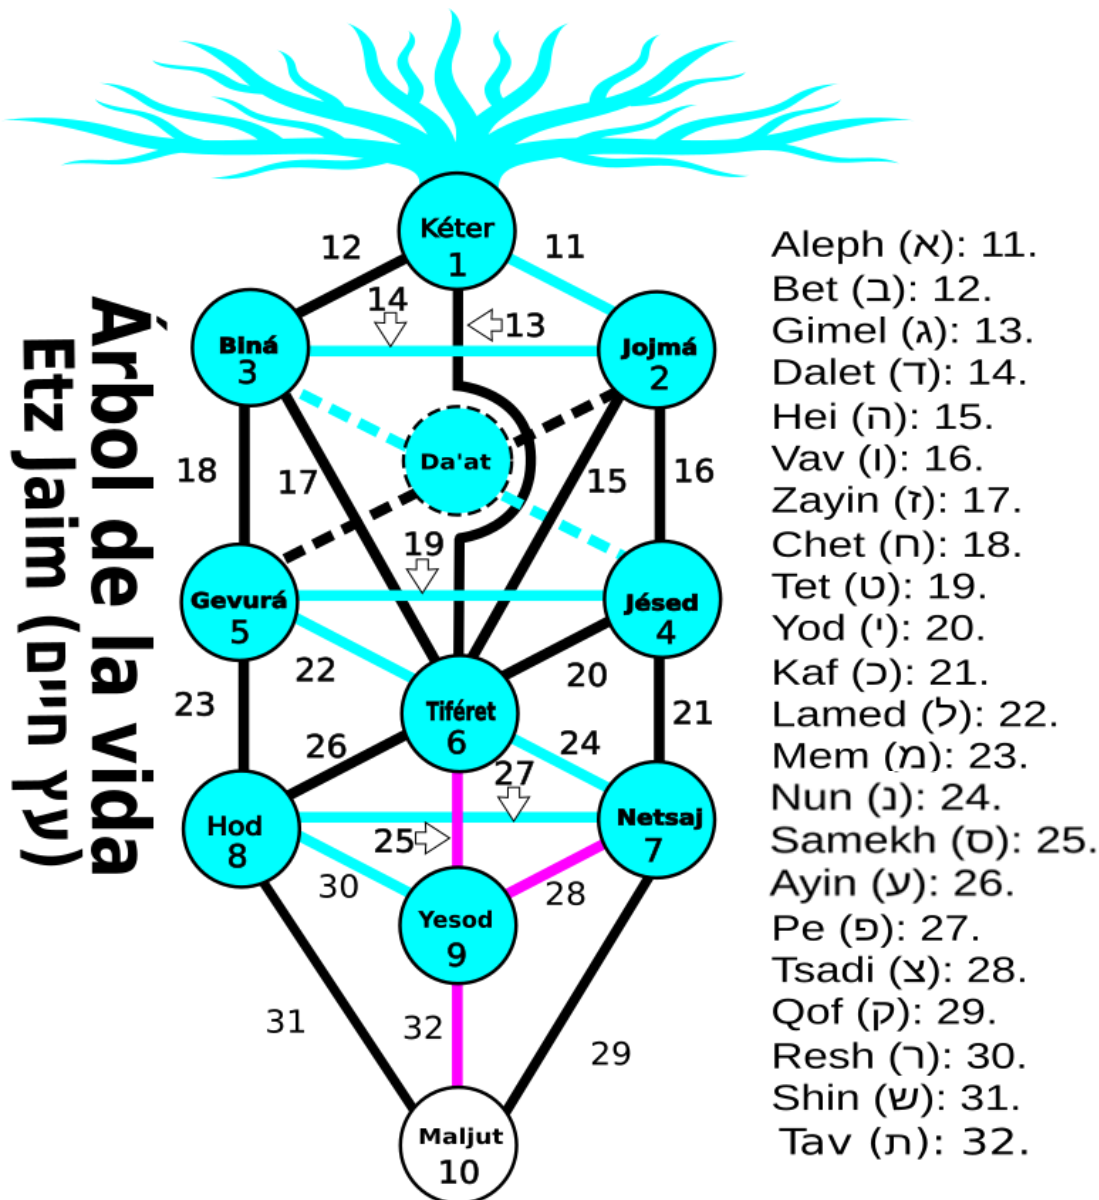 Árbol de la vida
Etz Jaim (עץ חיים)
Kéter
1
12
11
14
13
Biná
3
Jojmá
2
Da'at
18
17
15
16
19
Gevurá
5
Jésed
4
22
20
23
21
Tiféret
6
26
24
27
Hod
8
Netsaj
7
25
30
28
Yesod
9
31
32
29
Maljut
10
Aleph (א): 11.
Bet (ב): 12.
Gimel (ג): 13.
Dalet (ד): 14.
Hei (ה): 15.
Vav (ו): 16.
Zayin (ז): 17.
Chet (ח): 18.
Tet (ט): 19.
Yod (י): 20.
Kaf (כ): 21.
Lamed (ל): 22.
Mem (מ): 23.
Nun (נ): 24.
Samekh (ס): 25.
Ayin (ע): 26.
Pe (פ): 27.
Tsadi (צ): 28.
Qof (ק): 29.
Resh (ר): 30.
Shin (ש): 31.
Tav (ת): 32.